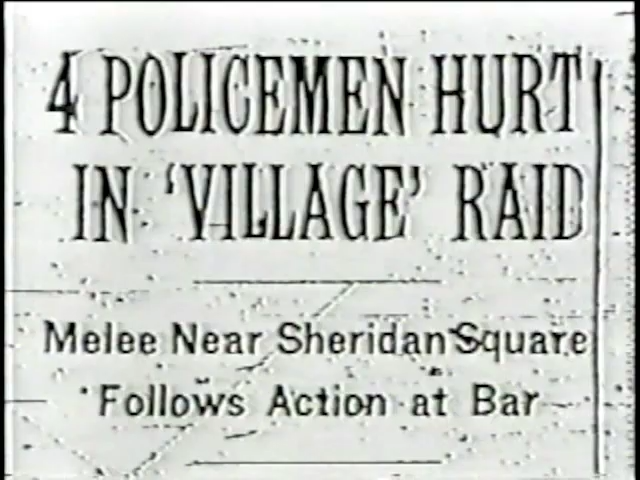 4 POLICEMEN HURT
IN ‘VILLAGE’ RAID
Melee Near Sheridan Square
Follows Action at Bar